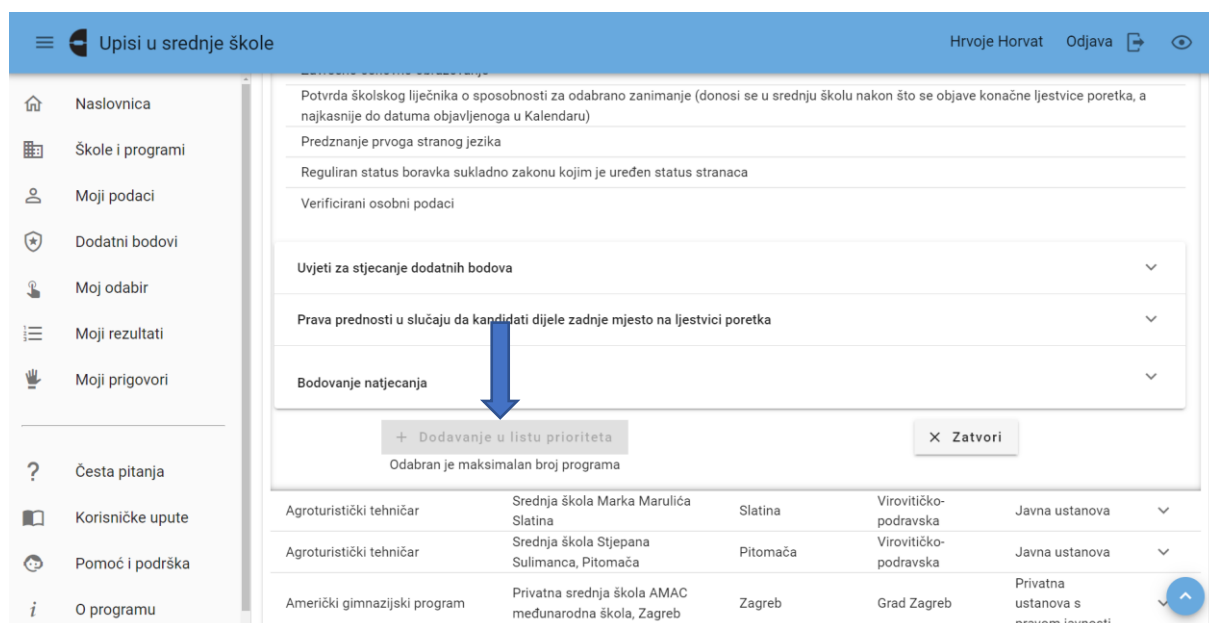 Upisi u srednje škole
Hrvoje Horvat Odjava
Naslovnica
Škole i programi
Moji podaci
Dodatni bodovi
Moj odabir
Moji rezultati
Moji prigovori
Česta pitanja
Korisničke upute
Pomoć i podrška
O programu
Potvrda školskog liječnika o sposobnosti za odabrano zanimanje (donosi se u srednju školu nakon što se objave konačne ljestvice poretka, a
najkasnije do datuma objavljenoga u Kalendaru)
Predznanje prvoga stranog jezika
Reguliran status boravka sukladno zakonu kojim je uređen status stranaca
Verificirani osobni podaci
Uvjeti za stjecanje dodatnih bodova
Prava prednosti u slučaju da kandidati dijele zadnje mjesto na ljestvici poretka
Bodovanje natjecanja
+ Dodavanje u listu prioriteta
Odabran je maksimalan broj programa
× Zatvori
Agroturistički tehničar
Srednja škola Marka Marulića
Slatina
Slatina
Virovitičko-
podravska
Javna ustanova
Agroturistički tehničar
Srednja škola Stjepana
Sulimanca, Pitomača
Pitomača
Virovitičko-
podravska
Javna ustanova
Američki gimnazijski program
Privatna srednja škola AMAC
međunarodna škola, Zagreb
Zagreb
Grad Zagreb
Privatna
ustanova s
pravom javnosti